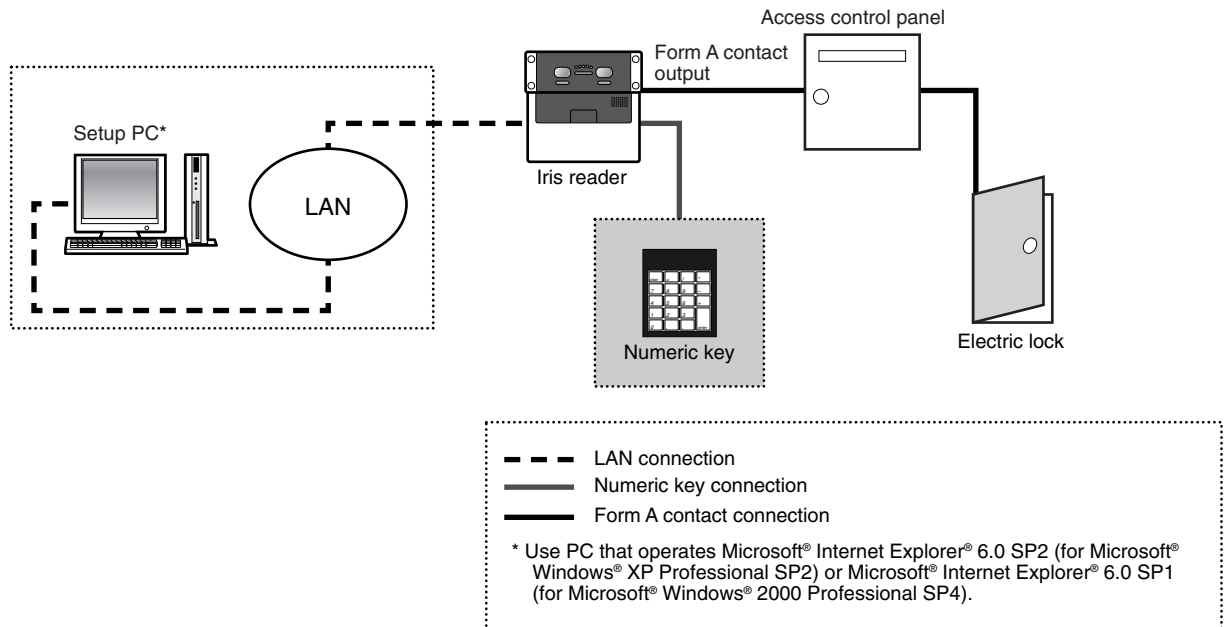 Access control panel
Form A contact
output
Setup PC*
LAN
Iris reader
Numeric key
Electric lock
LAN connection
Numeric key connection
Form A contact connection
* Use PC that operates Microsoft® Internet Explorer® 6.0 SP2 (for Microsoft®
Windows® XP Professional SP2) or Microsoft® Internet Explorer® 6.0 SP1
(for Microsoft® Windows® 2000 Professional SP4).